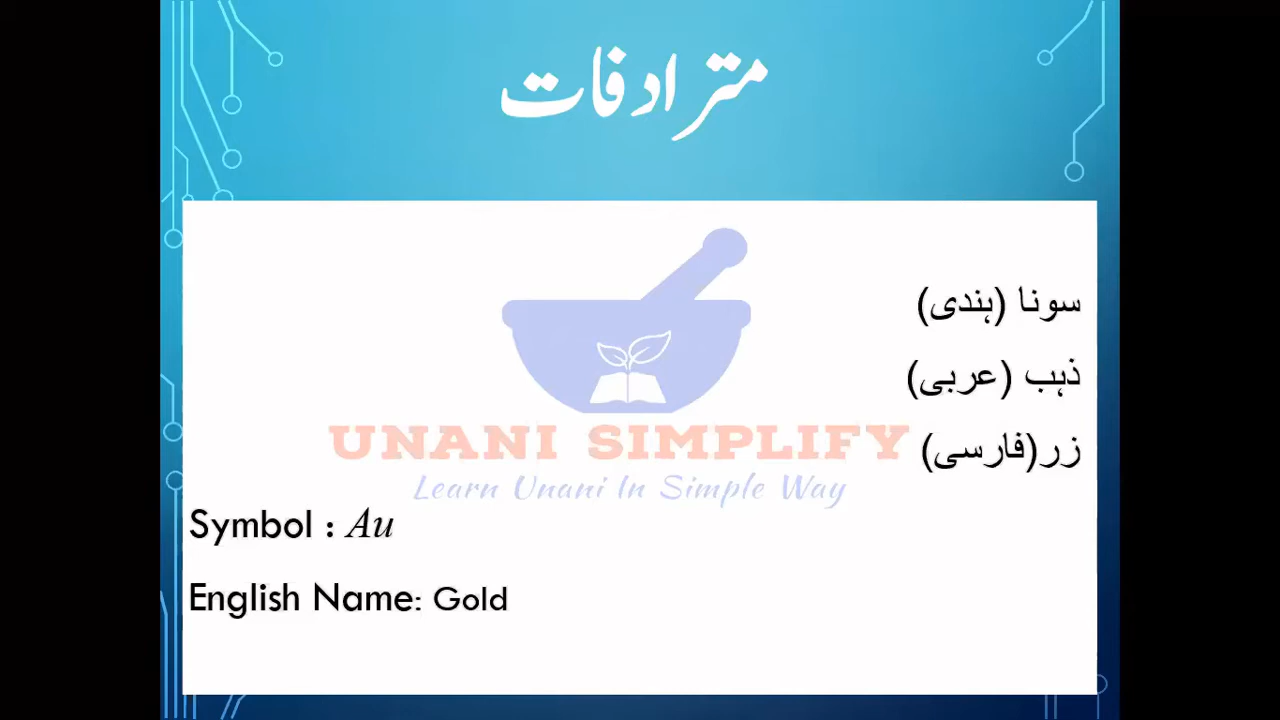 مترادفات
سونا (ہندی)
ذہب (عربی)
زر(فارسی)
UNANI SIMPLIFY
Learn Unani In Simple Way
Symbol : Au
English Name: Gold